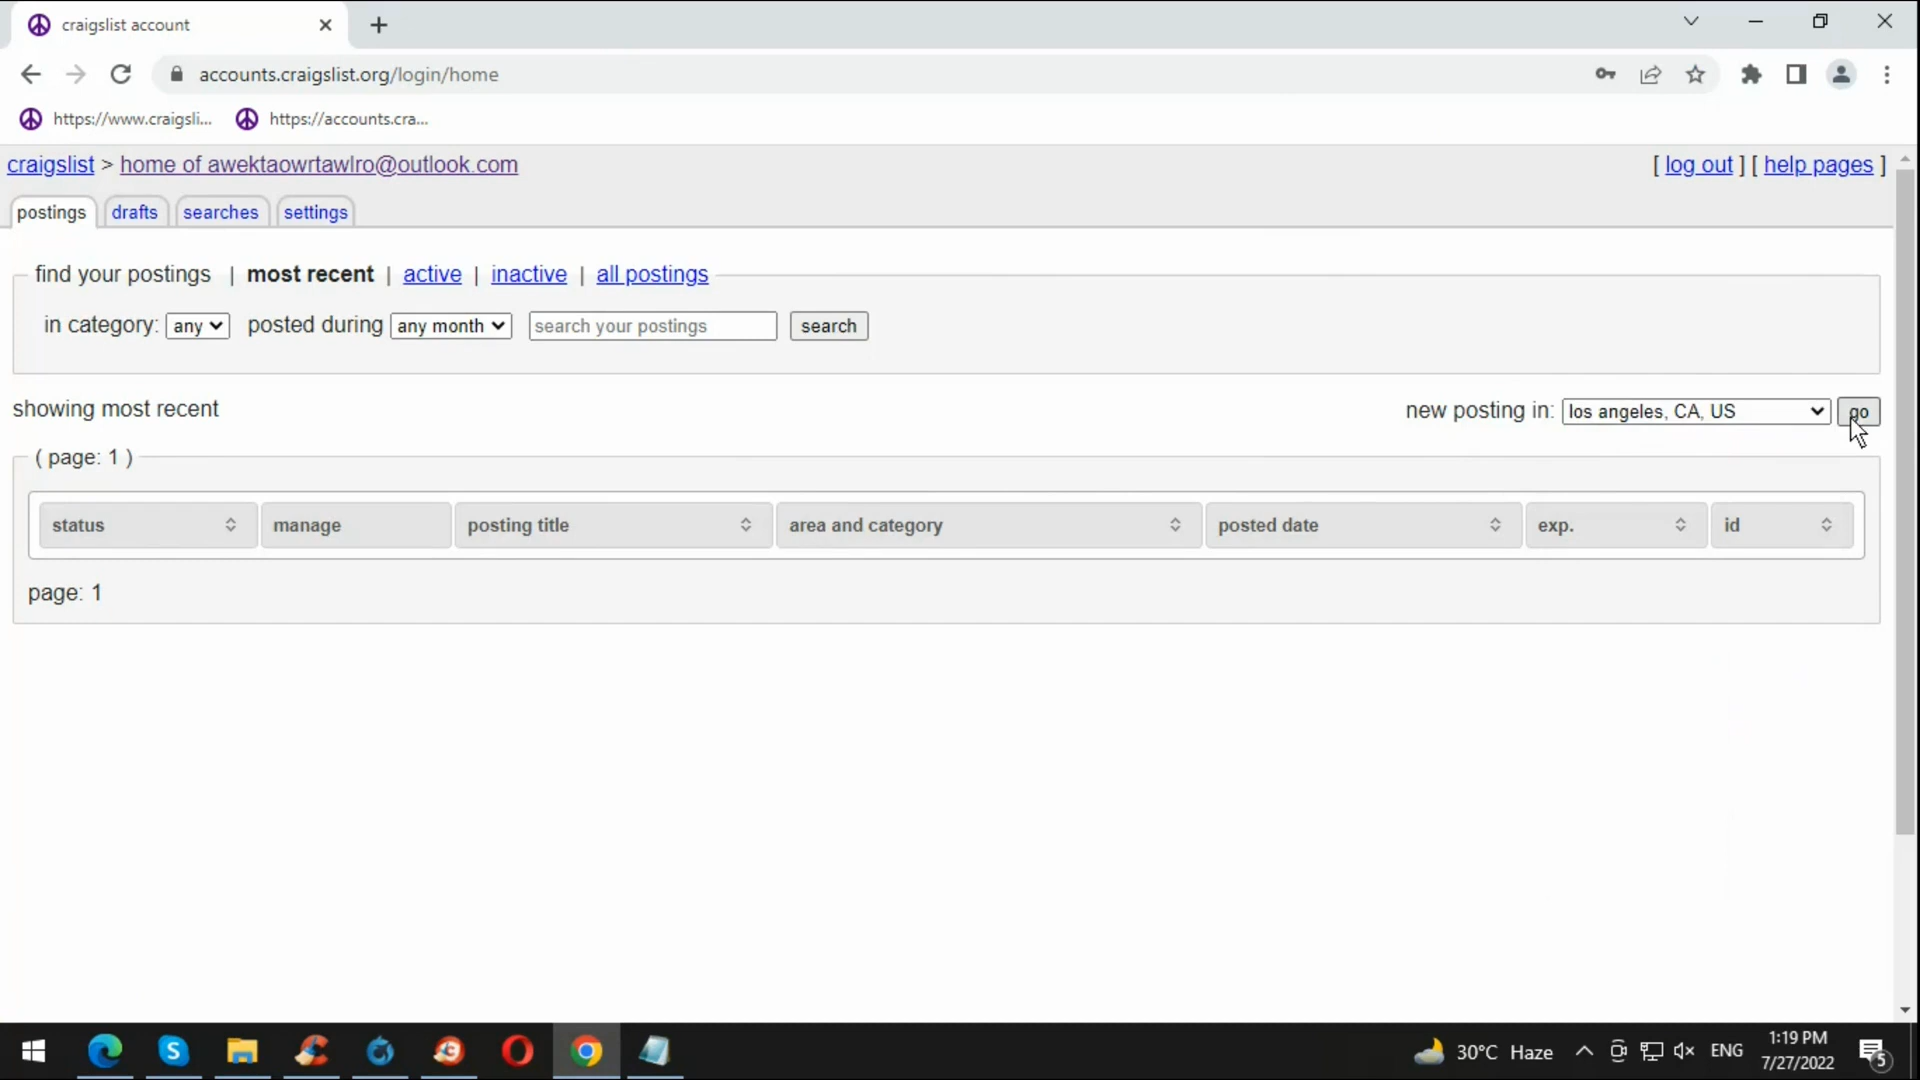 craigslist account
accounts.craigslist.org/login/home
https://www.craigsli... https://accounts.cra...
craigslist > home of awektaowrtawlro@outlook.com [ log out ] [ help pages ]
postings drafts searches settings
find your postings | most recent | active | inactive | all postings
in category: any posted during any month search your postings search
showing most recent new posting in: los angeles, CA, US go
( page: 1 )
status manage posting title area and category posted date exp. id
page: 1
30°C Haze ENG 1:19 PM
7/27/2022 5